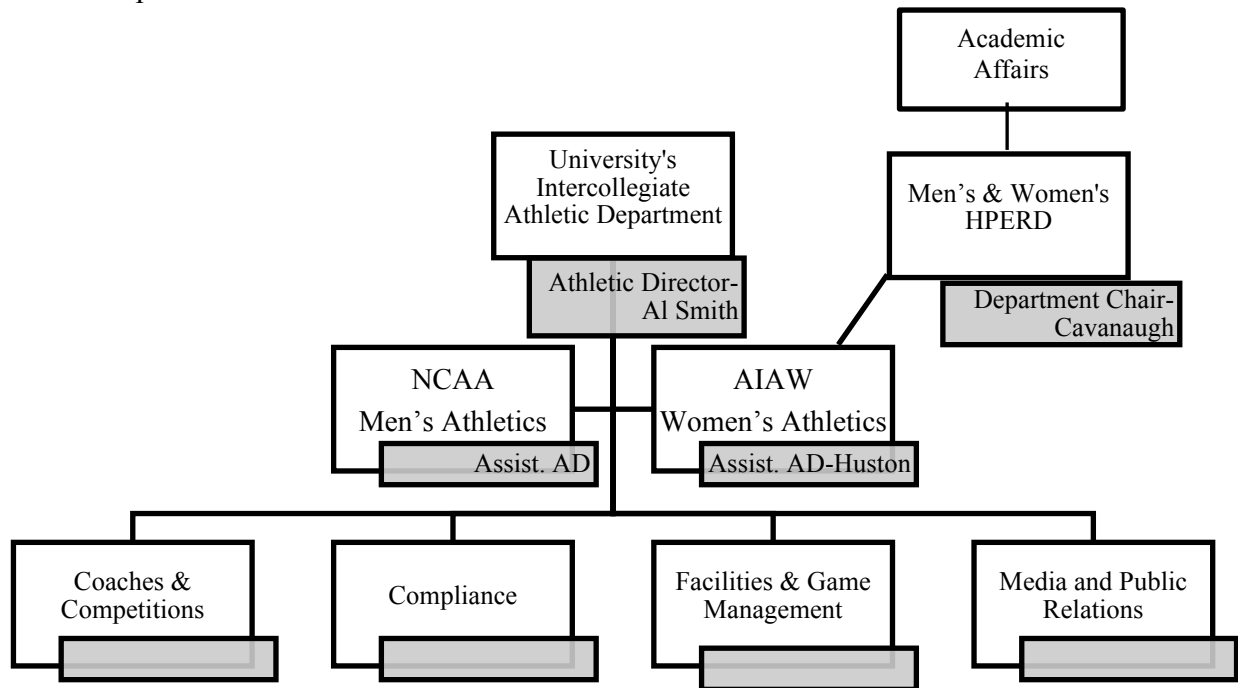 Academic
Affairs
University's
Intercollegiate
Athletic Department
Men’s & Women's
HPERD
Athletic Director-
Al Smith
Department Chair-
Cavanaugh
NCAA
Men’s Athletics
Assist. AD
AIAW
Women’s Athletics
Assist. AD-Huston
Coaches &
Competitions
Compliance
Facilities & Game
Management
Media and Public
Relations